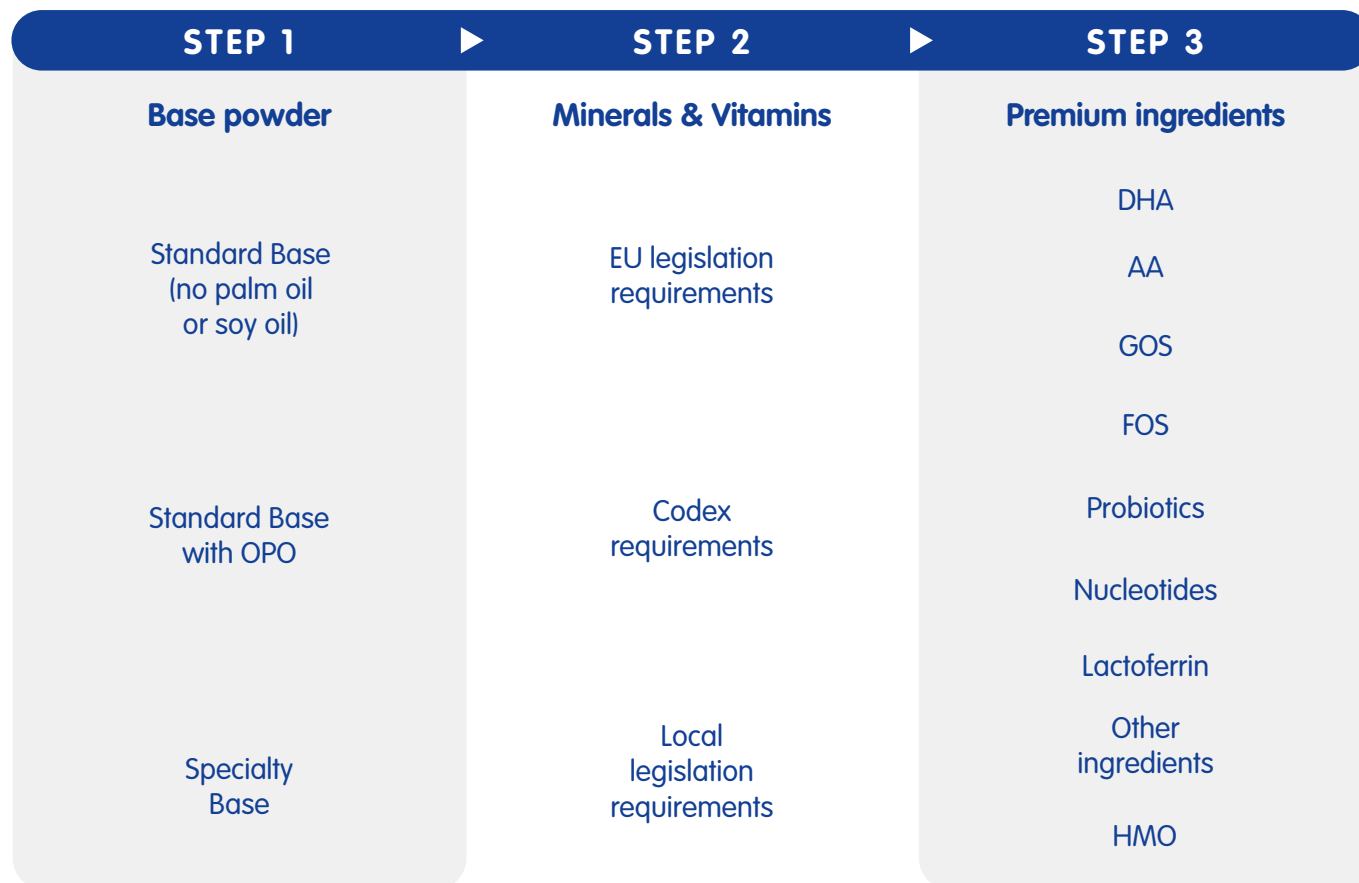 STEP 1
STEP 2
STEP 3
Base powder
Minerals & Vitamins
Premium ingredients
Standard Base
(no palm oil
or soy oil)
Standard Base
with OPO
Specialty
Base
EU legislation
requirements
Codex
requirements
Local
legislation
requirements
DHA
AA
GOS
FOS
Probiotics
Nucleotides
Lactoferrin
Other
ingredients
HMO